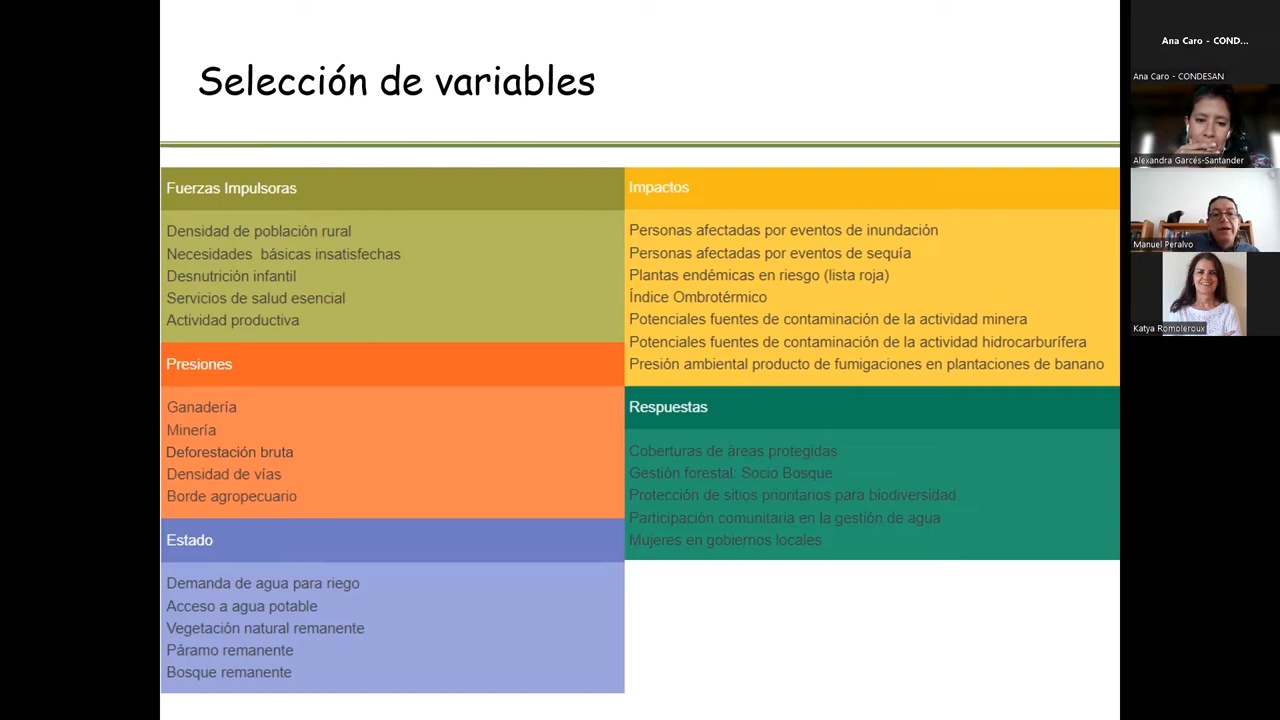 Selección de variables
Fuerzas Impulsoras
Densidad de población rural
Necesidades básicas insatisfechas
Desnutrición infantil
Servicios de salud esencial
Actividad productiva
Presiones
Ganadería
Minería
Deforestación bruta
Densidad de vías
Borde agropecuario
Estado
Demanda de agua para riego
Acceso a agua potable
Vegetación natural remanente
Páramo remanente
Bosque remanente
Impactos
Personas afectadas por eventos de inundación
Personas afectadas por eventos de sequía
Plantas endémicas en riesgo (lista roja)
Índice Ombrotérmico
Potenciales fuentes de contaminación de la actividad minera
Potenciales fuentes de contaminación de la actividad hidrocarburífera
Presión ambiental producto de fumigaciones en plantaciones de banano
Respuestas
Coberturas de áreas protegidas
Gestión forestal: Socio Bosque
Protección de sitios prioritarios para biodiversidad
Participación comunitaria en la gestión de agua
Mujeres en gobiernos locales
Ana Caro - COND...
Ana Caro - CONDESAN
Alexandra Garcés-Santander
Manuel Peralvo
Katya Romoleroux